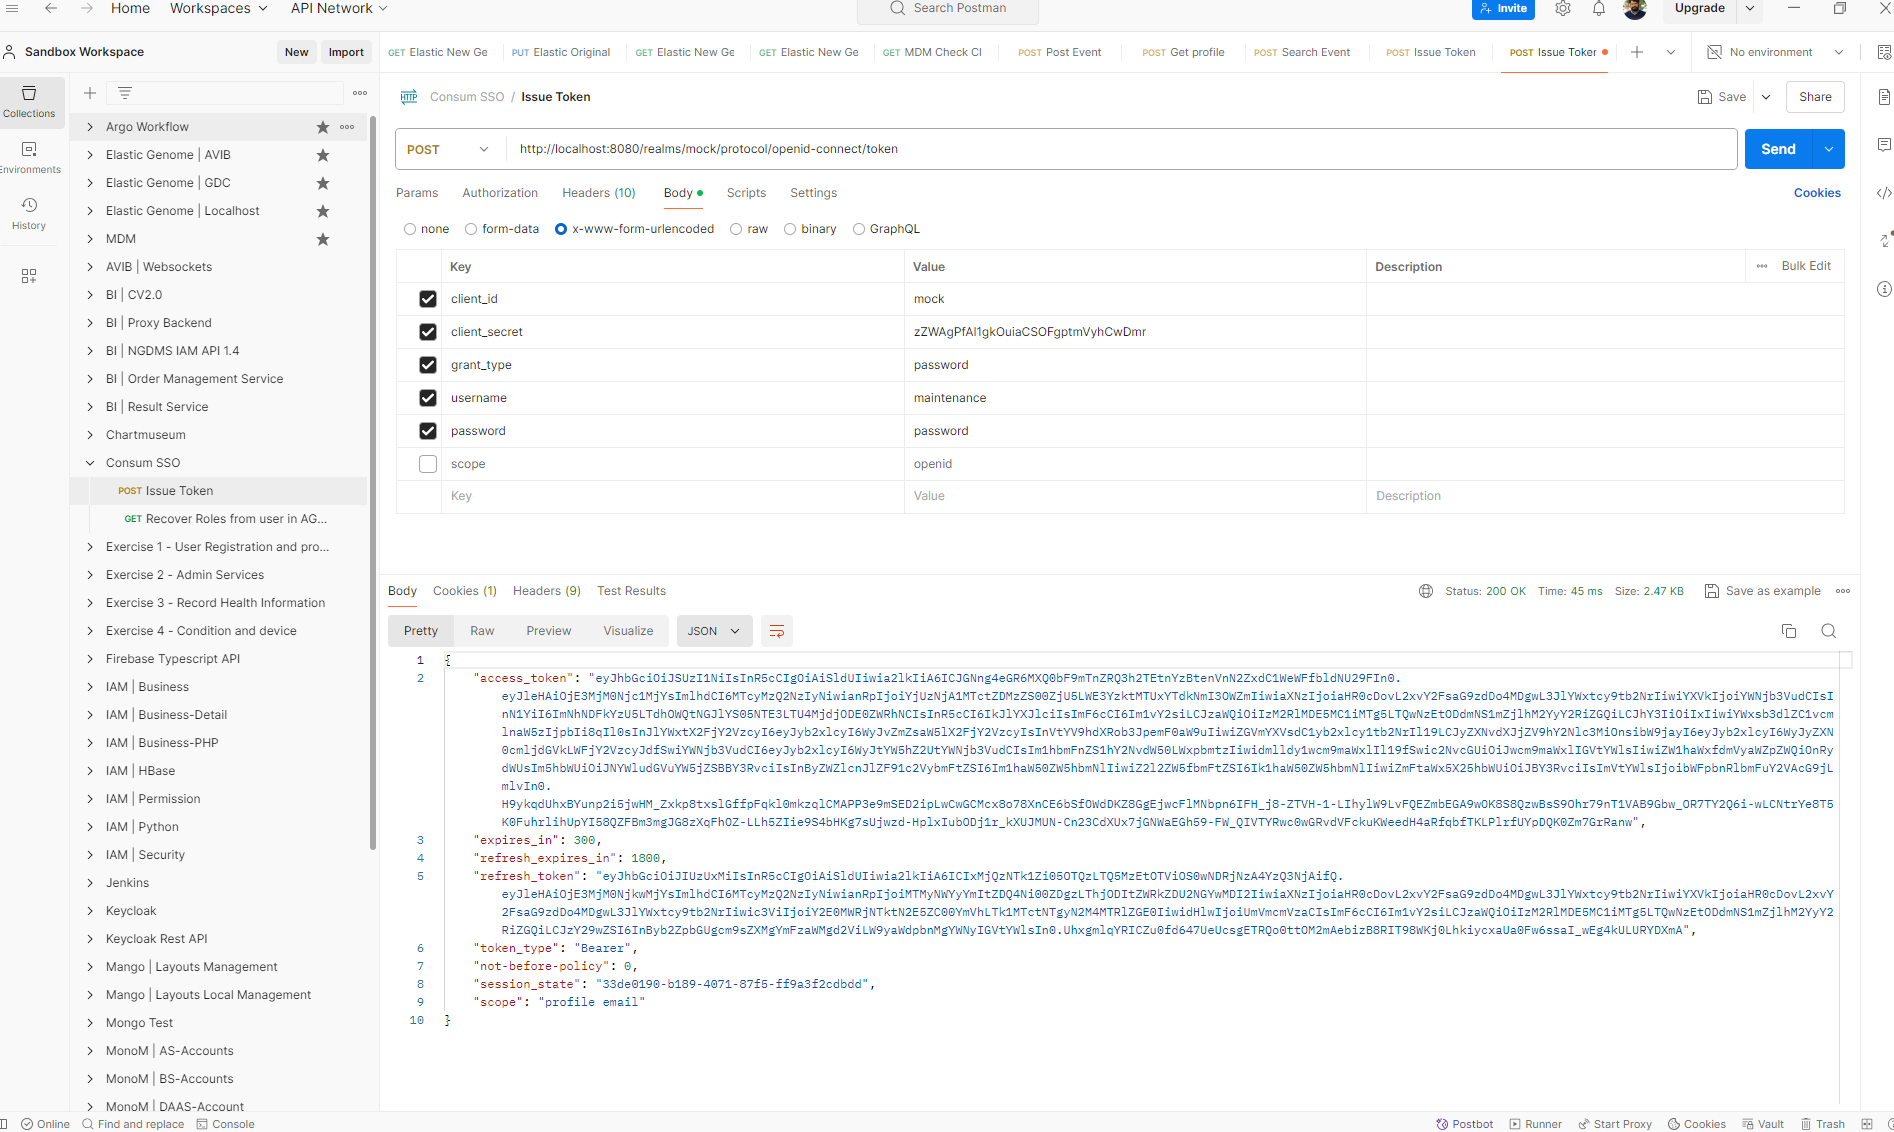 Home
Workspaces
API Network
Search Postman
Invite
Upgrade
Sandbox Workspace
New
Import
GET Elastic New Ge
PUT Elastic Original
GET Elastic New Ge
GET Elastic New Ge
GET MDM Check Cl
POST Post Event
POST Get profile
POST Search Event
POST Issue Token
POST Issue Toker
No environment
Collections
Environments
History
Argo Workflow
Elastic Genome | AVIB
Elastic Genome | GDC
Elastic Genome | Localhost
MDM
AVIB | Websockets
BI | CV2.0
BI | Proxy Backend
BI | NGDMS IAM API 1.4
BI | Order Management Service
BI | Result Service
Chartmuseum
Consum SSO
POST Issue Token
GET Recover Roles from user in AG...
Exercise 1 - User Registration and pro...
Exercise 2 - Admin Services
Exercise 3 - Record Health Information
Exercise 4 - Condition and device
Firebase Typescript API
IAM | Business
IAM | Business-Detail
IAM | Business-PHP
IAM | HBase
IAM | Permission
IAM | Python
IAM | Security
Jenkins
Keycloak
Keycloak Rest API
Mango | Layouts Management
Mango | Layouts Local Management
Mongo Test
MonoM | AS-Accounts
MonoM | BS-Accounts
MonoM | DAAS-Account
HTTP Consum SSO / Issue Token
Save
Share
POST
http://localhost:8080/realms/mock/protocol/openid-connect/token
Send
Params Authorization Headers (10) Body Scripts Settings
Cookies
none form-data x-www-form-urlencoded raw binary GraphQL
Key Value Description
Bulk Edit
client_id mock
client_secret zZWAgPfAl1gkOuiaCSOFgptmVyhCwDmr
grant_type password
username maintenance
password password
scope openid
Key Value Description
Body Cookies (1) Headers (9) Test Results
Status: 200 OK Time: 45 ms Size: 2.47 KB
Save as example
Pretty Raw Preview Visualize JSON
1 {
2 "access_token":
3 "expires_in": 300,
4 "refresh_expires_in": 1800,
5 "refresh_token":
6 "token_type": "Bearer",
7 "not-before-policy": 0,
8 "session_state": "33de0190-b189-4071-87f5-ff9a3f2cdbdd",
9 "scope": "profile email"
10 }
Online
Find and replace
Console
Postbot
Runner
Start Proxy
Cookies
Vault
Trash